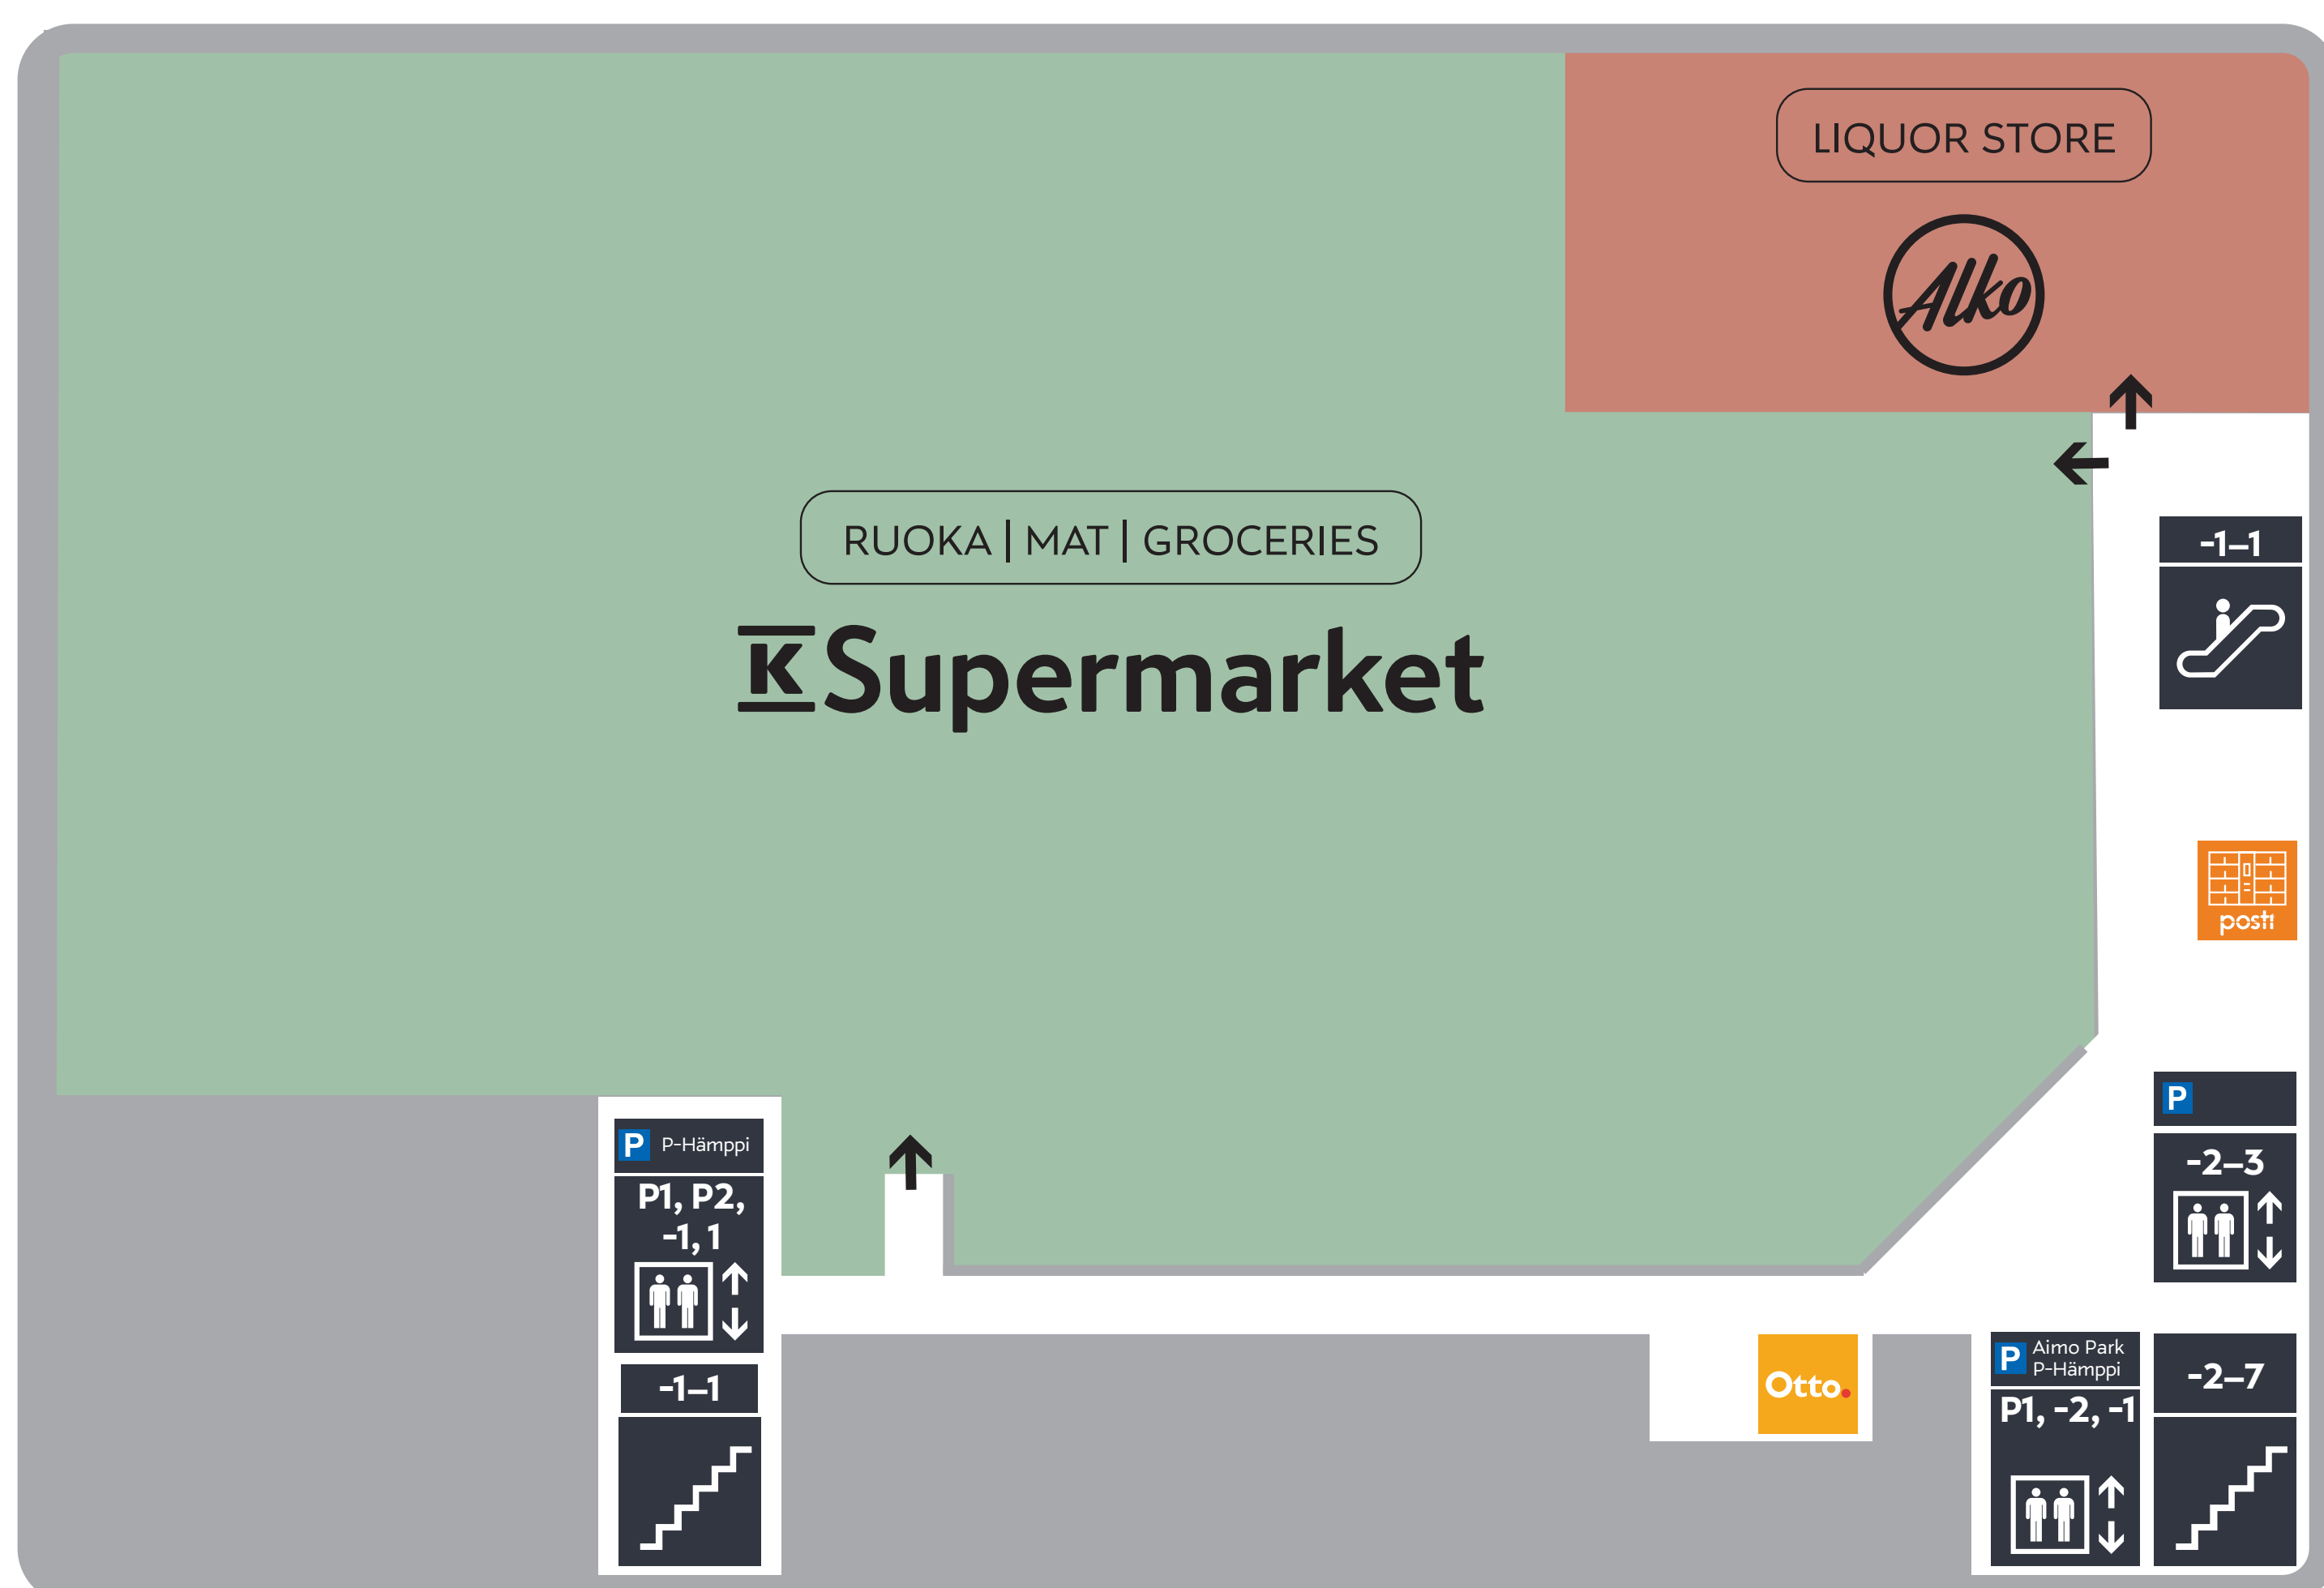 LIQUOR STORE
Alko
RUOKA | MAT | GROCERIES
K Supermarket
-1–1
posti
P
-2–3
P P-Hämppi
P1, P2,
-1, 1
-1–1
Otto.
P Aimo Park
P-Hämppi
P1, -2, -1
-2–7